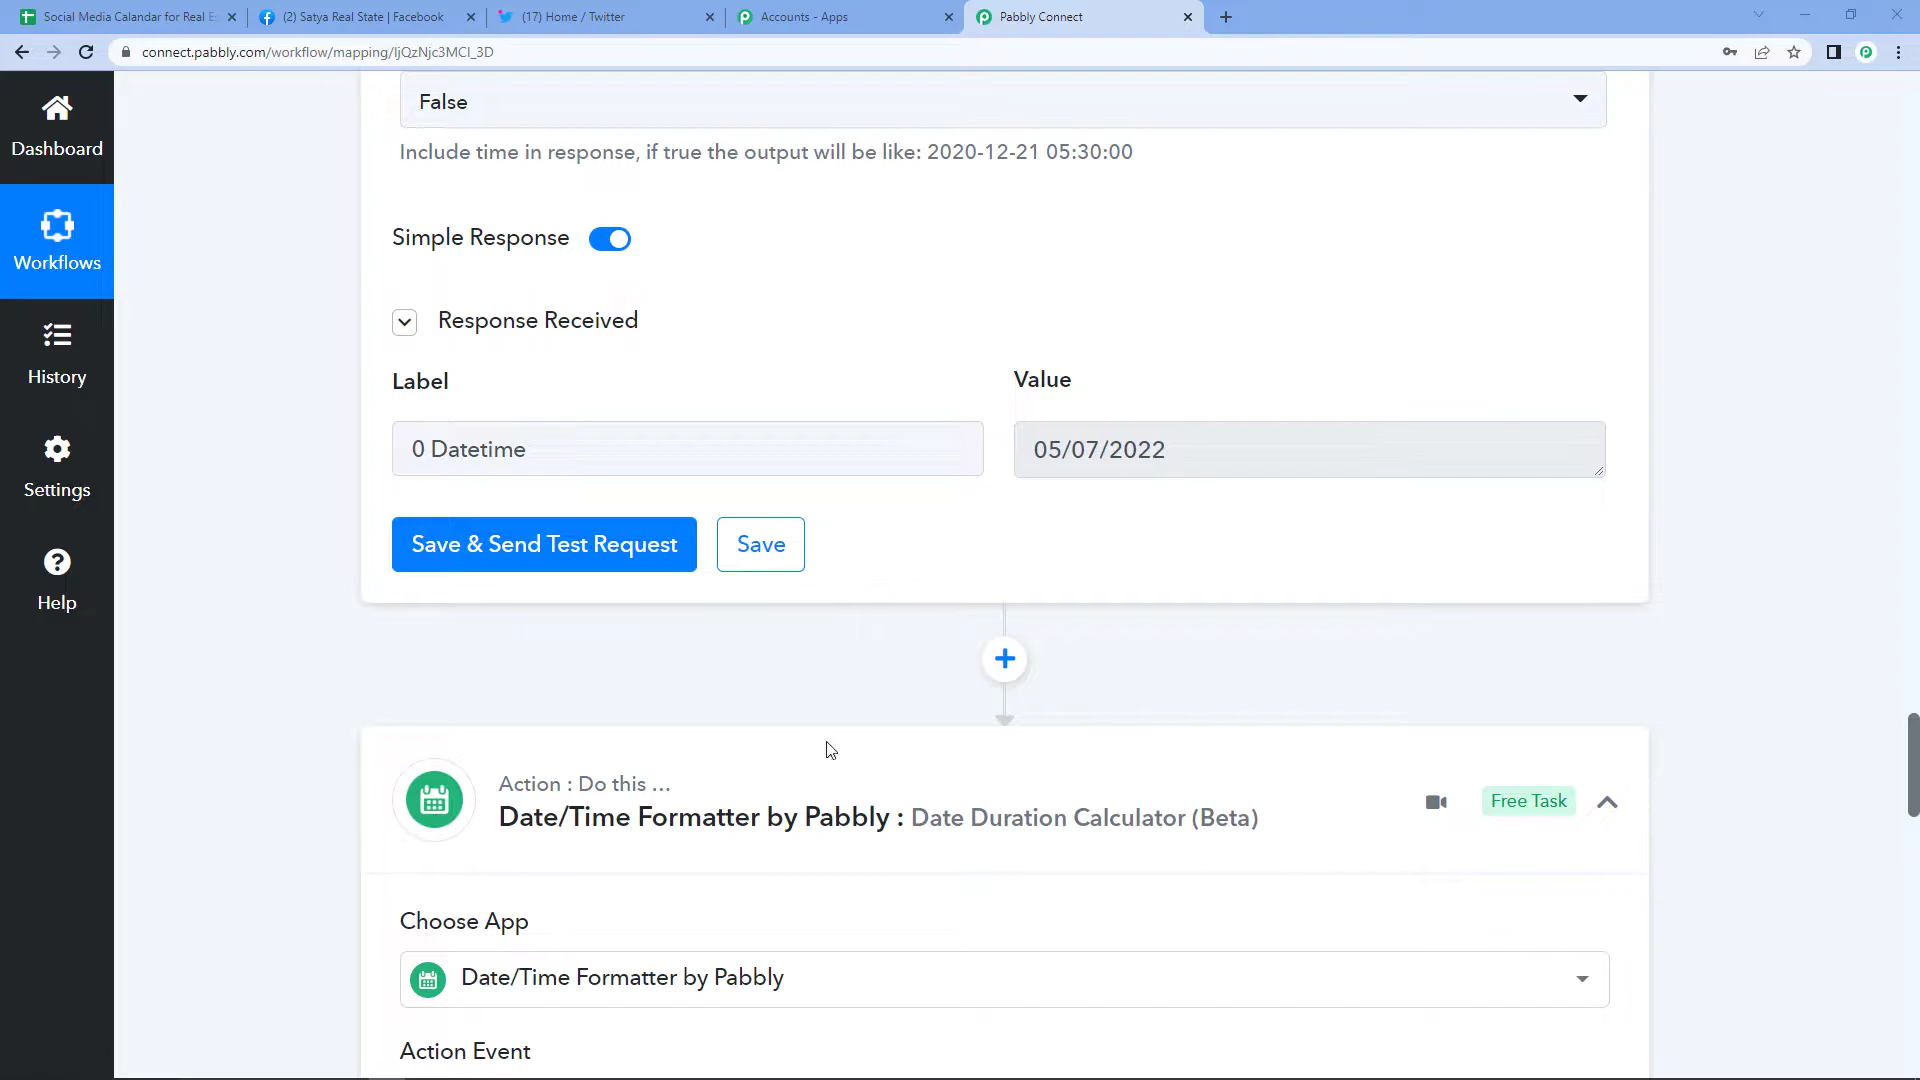 Social Media Calandar for Real Es
(2) Satya Real State | Facebook
(17) Home / Twitter
Accounts - Apps
Pabbly Connect
connect.pabbly.com/workflow/mapping/IjQzNjc3MCI_3D
Dashboard
Workflows
History
Settings
Help
False
Include time in response, if true the output will be like: 2020-12-21 05:30:00
Simple Response
Response Received
Label
Value
0 Datetime
05/07/2022
Save & Send Test Request
Save
Action : Do this ...
Date/Time Formatter by Pabbly : Date Duration Calculator (Beta)
Free Task
Choose App
Date/Time Formatter by Pabbly
Action Event